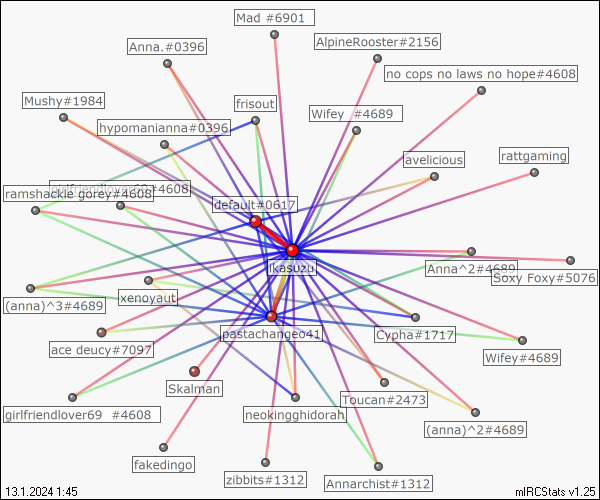 Mad #6901
Anna.#0396
AlpineRooster#2156
no cops no laws no hope#4608
Mushy#1984
frisout
Wifey #4689
hypomanianna#0396
avelicious
rattgaming
girlfriendlover69#4608
ramshackle gorey#4608
default#0617
ikasuzu
Anna^2#4689
Soxy Foxy#5076
(anna)^3#4689
xenoyaut
pastachangeo41
Cypha#1717
ace deucy#7097
Wifey#4689
Skalman
Toucan#2473
girlfriendlover69 #4608
neokingghidorah
(anna)^2#4689
fakedingo
zibbits#1312
Annarchist#1312
13.1.2024 1:45
mIRCStats v1.25